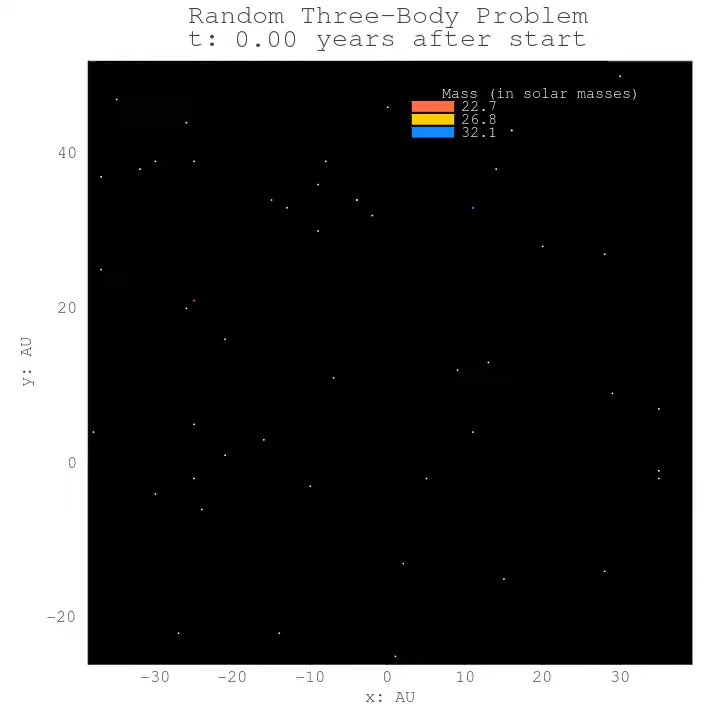 Random Three-Body Problem
t: 0.00 years after start
Mass (in solar masses)
22.7
26.8
32.1
40
20
0
-20
y: AU
-30
-20
-10
0
10
20
30
x: AU